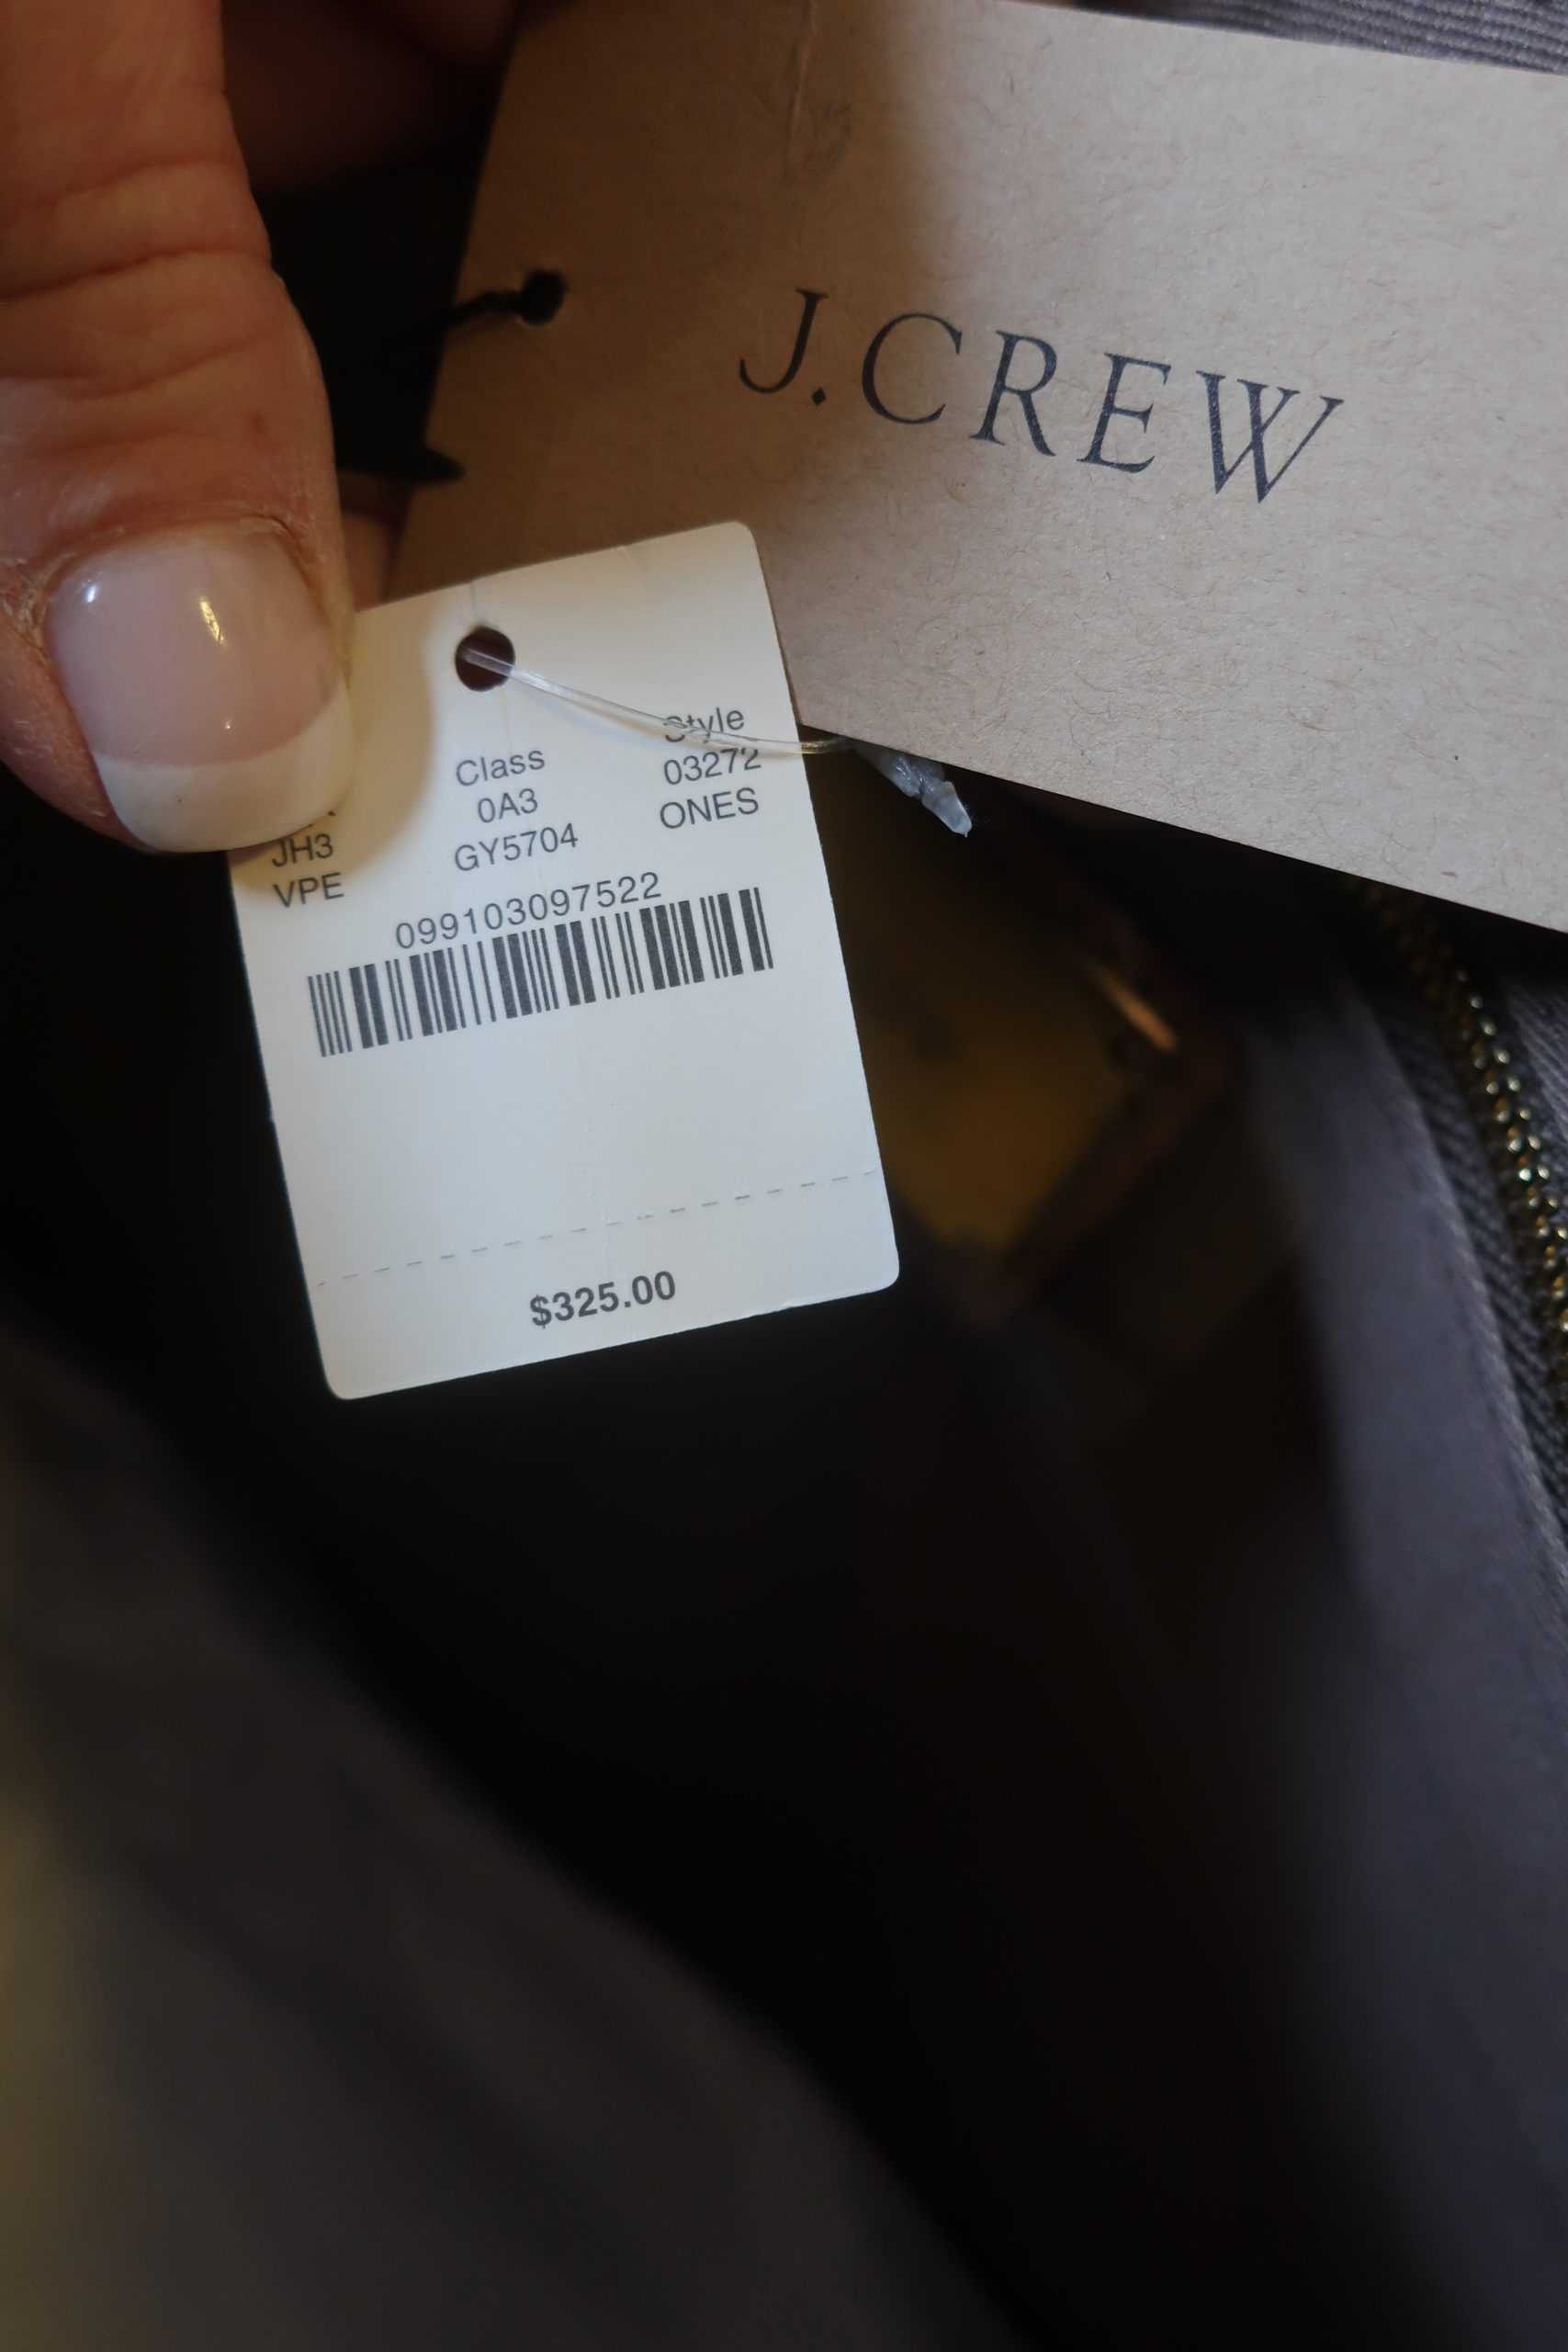 J.CREW
Style
Class 03272
0A3 ONES
JH3 GY5704
VPE
099103097522
$325.00